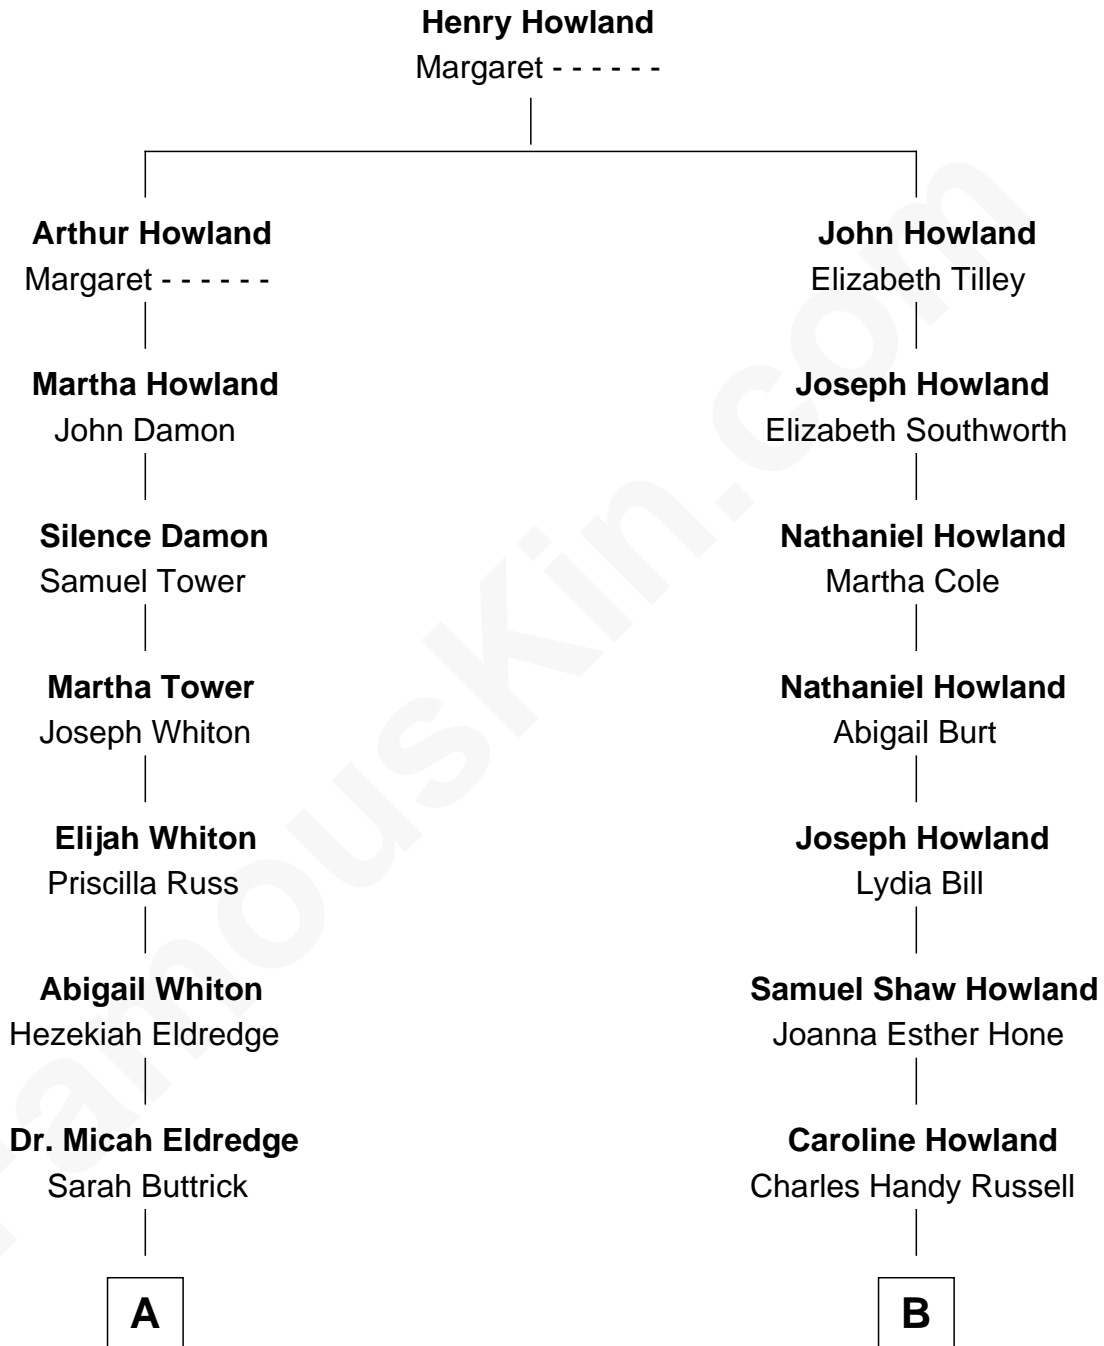 Henry Howland
Margaret - - - - - -
Arthur Howland
Margaret - - - - - -
John Howland
Elizabeth Tilley
Martha Howland
John Damon
Joseph Howland
Elizabeth Southworth
Silence Damon
Samuel Tower
Nathaniel Howland
Martha Cole
Martha Tower
Joseph Whiton
Nathaniel Howland
Abigail Burt
Elijah Whiton
Priscilla Russ
Joseph Howland
Lydia Bill
Abigail Whiton
Hezekiah Eldredge
Samuel Shaw Howland
Joanna Esther Hone
Dr. Micah Eldredge
Sarah Buttrick
Caroline Howland
Charles Handy Russell
A
B
FamousKin.com